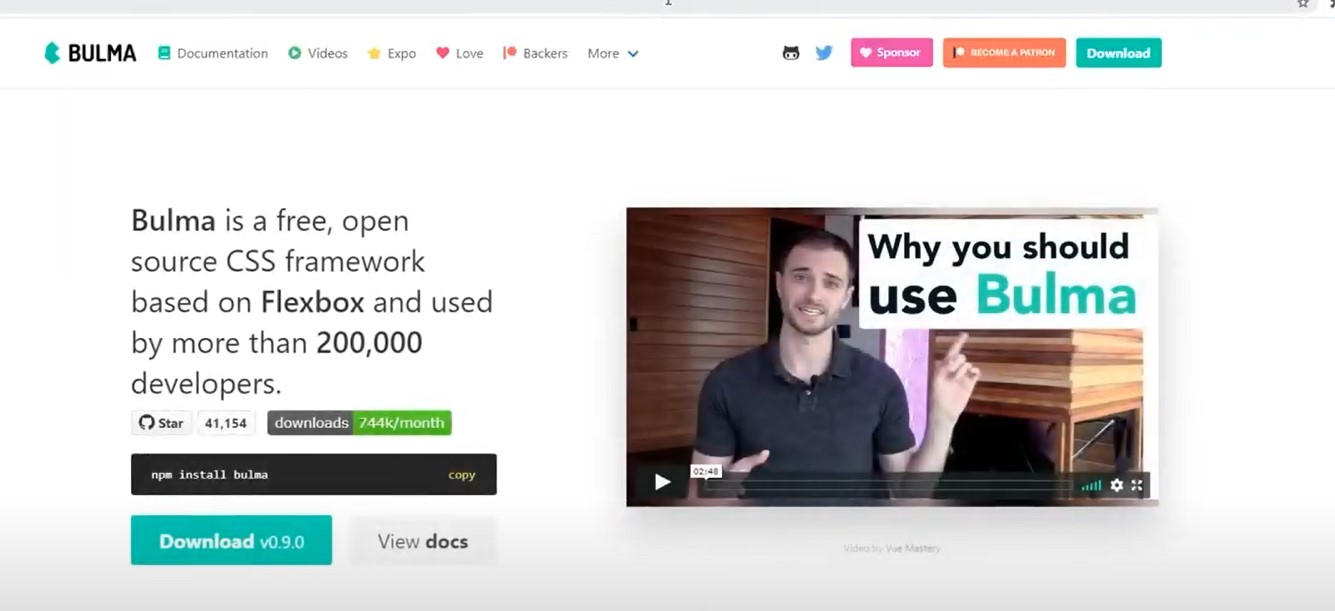 BULMA
Documentation
Videos
Expo
Love
Backers
More
Sponsor
BECOME A PATRON
Download
Bulma is a free, open
source CSS framework
based on Flexbox and used
by more than 200,000
developers.
Star 41,154 downloads 744k/month
npm install bulma copy
Download v0.9.0 View docs
Why you should
use Bulma
02:48
Video by Vue Mastery